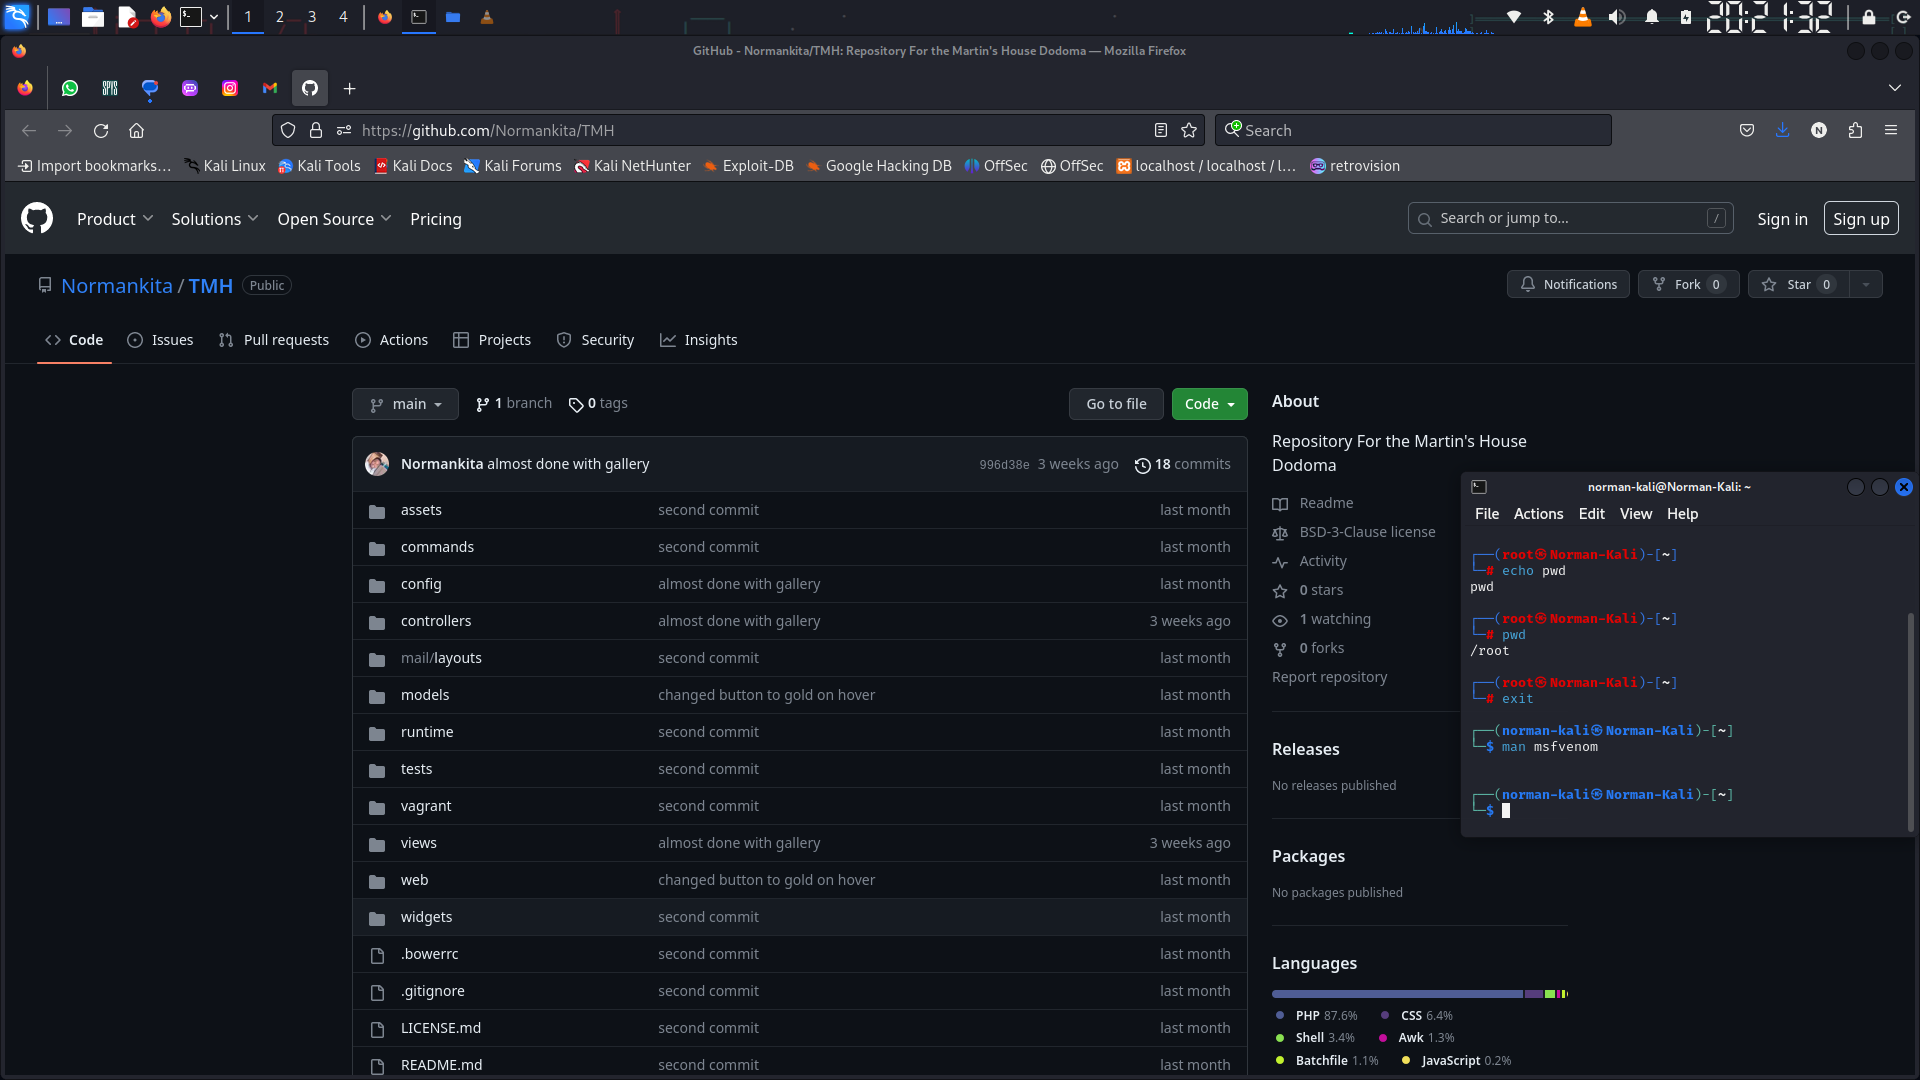 1 2 3 4
20:21:32
GitHub - Normankita/TMH: Repository For the Martin's House Dodoma — Mozilla Firefox
https://github.com/Normankita/TMH
Search
N
Import bookmarks… Kali Linux Kali Tools Kali Docs Kali Forums Kali NetHunter Exploit-DB Google Hacking DB OffSec OffSec localhost / localhost / l… retrovision
Product Solutions Open Source Pricing
Search or jump to... /
Sign in Sign up
Normankita / TMH Public
Notifications Fork 0 Star 0
Code Issues Pull requests Actions Projects Security Insights
main 1 branch 0 tags Go to file Code
Normankita almost done with gallery 996d38e 3 weeks ago 18 commits
assets second commit last month
commands second commit last month
config almost done with gallery last month
controllers almost done with gallery 3 weeks ago
mail/layouts second commit last month
models changed button to gold on hover last month
runtime second commit last month
tests second commit last month
vagrant second commit last month
views almost done with gallery 3 weeks ago
web changed button to gold on hover last month
widgets second commit last month
.bowerrc second commit last month
.gitignore second commit last month
LICENSE.md second commit last month
README.md second commit last month
About
Repository For the Martin's House
Dodoma
Readme
BSD-3-Clause license
Activity
0 stars
1 watching
0 forks
Report repository
Releases
No releases published
Packages
No packages published
Languages
PHP 87.6% CSS 6.4%
Shell 3.4% Awk 1.3%
Batchfile 1.1% JavaScript 0.2%
norman-kali@Norman-Kali: ~
File Actions Edit View Help
┌──(root㉿Norman-Kali)-[~]
└─# echo pwd
pwd
┌──(root㉿Norman-Kali)-[~]
└─# pwd
/root
┌──(root㉿Norman-Kali)-[~]
└─# exit
┌──(norman-kali㉿Norman-Kali)-[~]
└─$ man msfvenom
┌──(norman-kali㉿Norman-Kali)-[~]
└─$